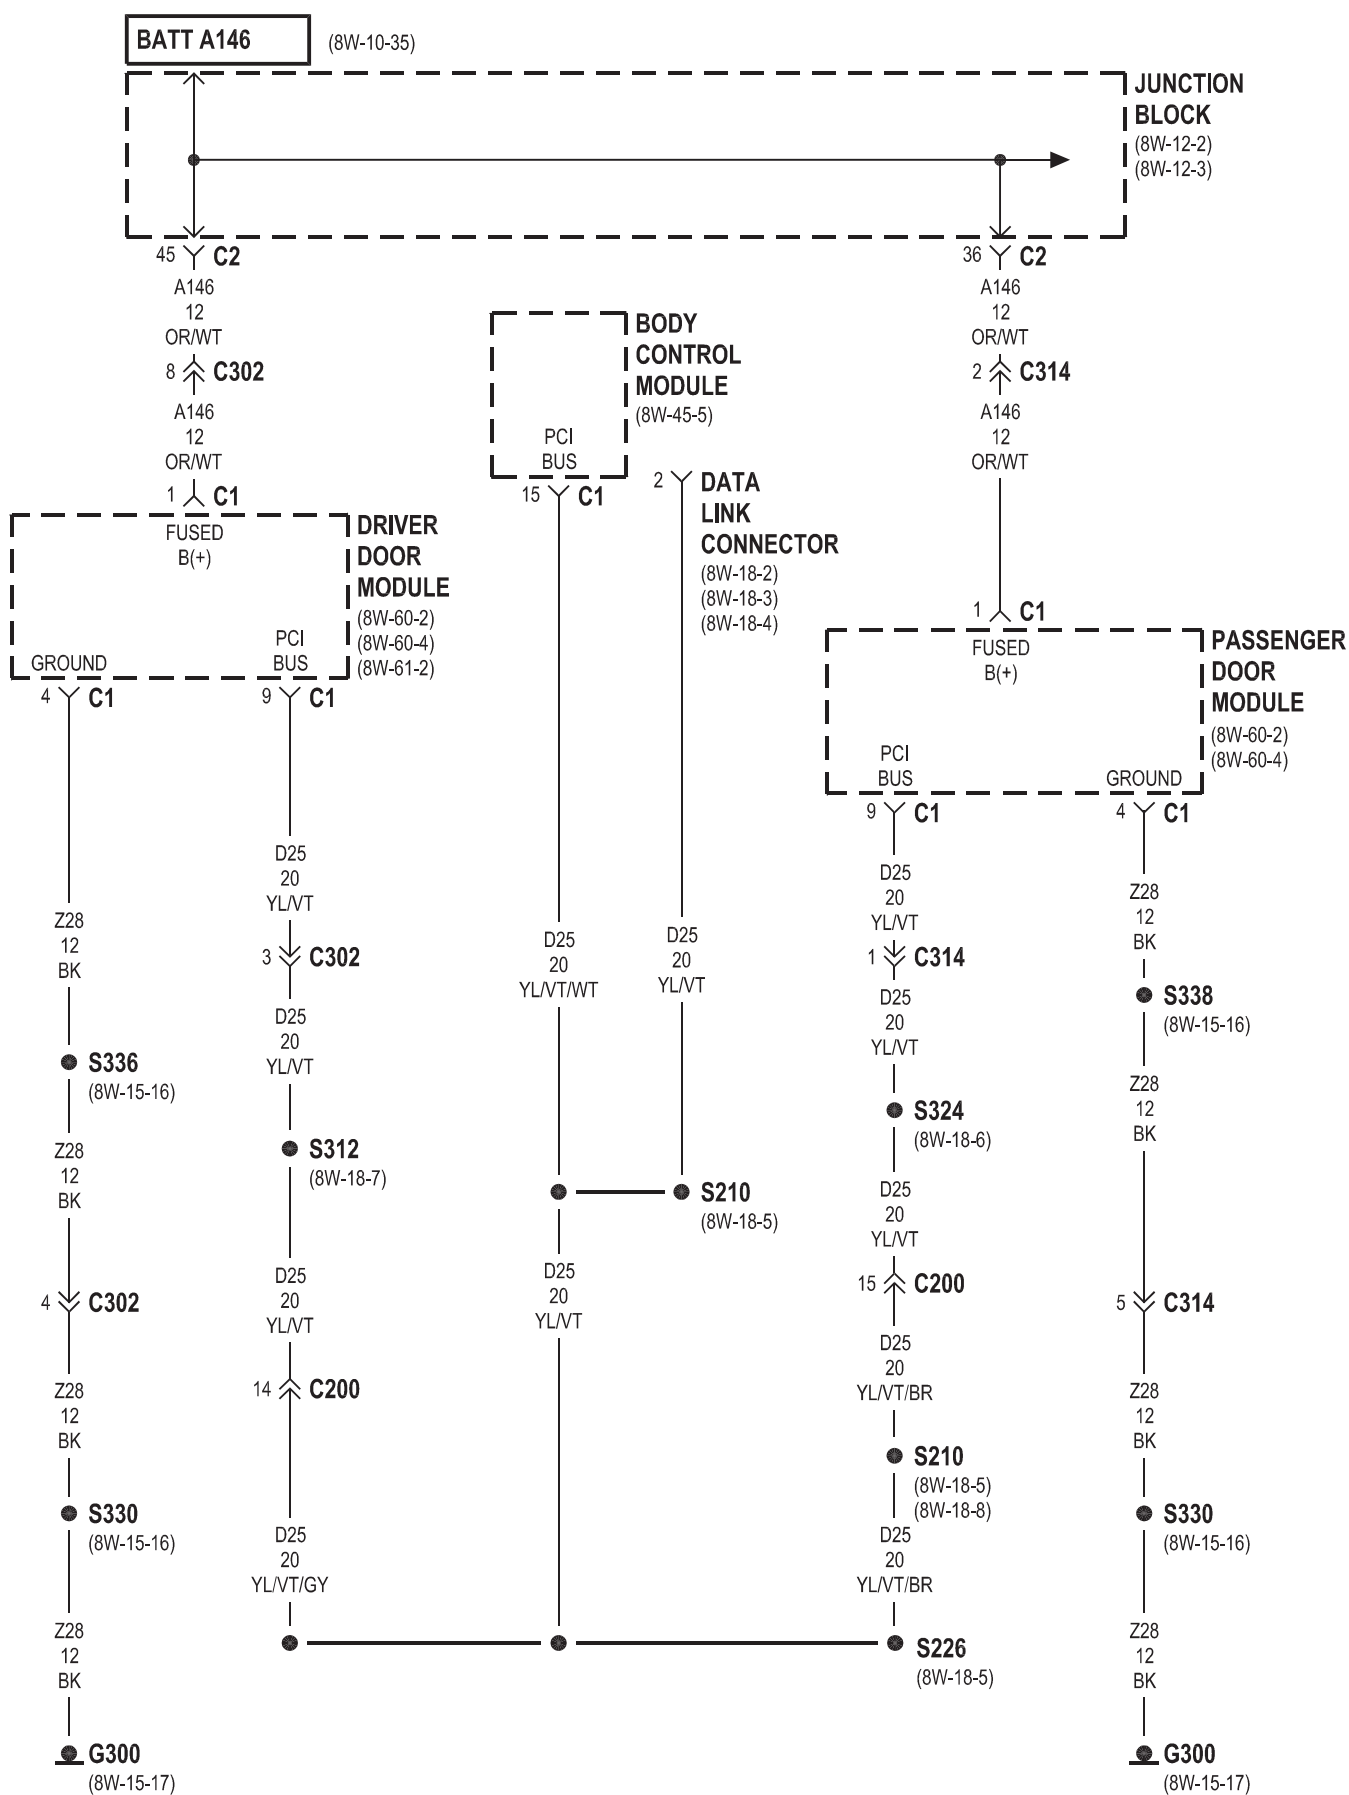 BATT A146
(8W-10-35)
JUNCTION
BLOCK
(8W-12-2)
(8W-12-3)
45 C2
A146
12
OR/WT
8 C302
A146
12
OR/WT
1 C1
FUSED
B(+)
DRIVER
DOOR
MODULE
(8W-60-2)
(8W-60-4)
(8W-61-2)
GROUND
PCI
BUS
4 C1
9 C1
36 C2
A146
12
OR/WT
2 C314
A146
12
OR/WT
1 C1
FUSED
B(+)
PASSENGER
DOOR
MODULE
(8W-60-2)
(8W-60-4)
PCI
BUS
GROUND
9 C1
4 C1
BODY
CONTROL
MODULE
(8W-45-5)
PCI
BUS
15 C1
2 DATA
LINK
CONNECTOR
(8W-18-2)
(8W-18-3)
(8W-18-4)
Z28
12
BK
S336
(8W-15-16)
Z28
12
BK
4 C302
Z28
12
BK
S330
(8W-15-16)
Z28
12
BK
G300
(8W-15-17)
D25
20
YL/VT
3 C302
D25
20
YL/VT
S312
(8W-18-7)
D25
20
YL/VT
14 C200
D25
20
YL/VT/GY
D25
20
YL/VT/WT
D25
20
YL/VT
S210
(8W-18-5)
D25
20
YL/VT
D25
20
YL/VT
1 C314
D25
20
YL/VT
S324
(8W-18-6)
D25
20
YL/VT
15 C200
D25
20
YL/VT/BR
S210
(8W-18-5)
(8W-18-8)
D25
20
YL/VT/BR
S226
(8W-18-5)
Z28
12
BK
S338
(8W-15-16)
Z28
12
BK
5 C314
Z28
12
BK
S330
(8W-15-16)
Z28
12
BK
G300
(8W-15-17)